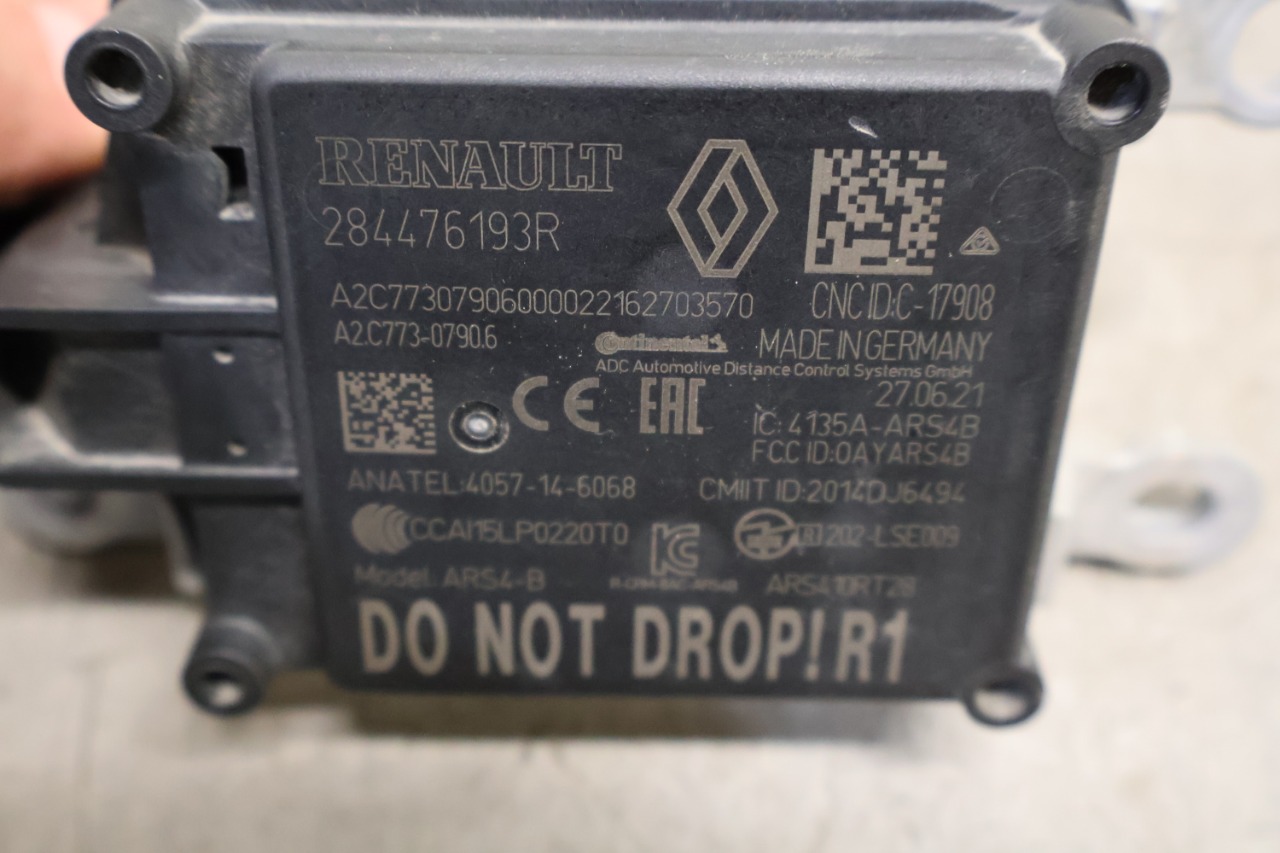 RENAULT
284476193R
A2C77307906000022162703570
CNC ID:C-17908
A2C773-0790.6
Continental
MADE IN GERMANY
ADC Automotive Distance Control Systems GmbH
27.06.21
CE EAC
IC: 4135A-ARS4B
FCC ID:OAYARS4B
ANATEL:4057-14-6068
CMIIT ID:2014DJ6494
CCAI15LP0220T0
R 202-LSE009
Model: ARS4-B
DO NOT DROP! R1